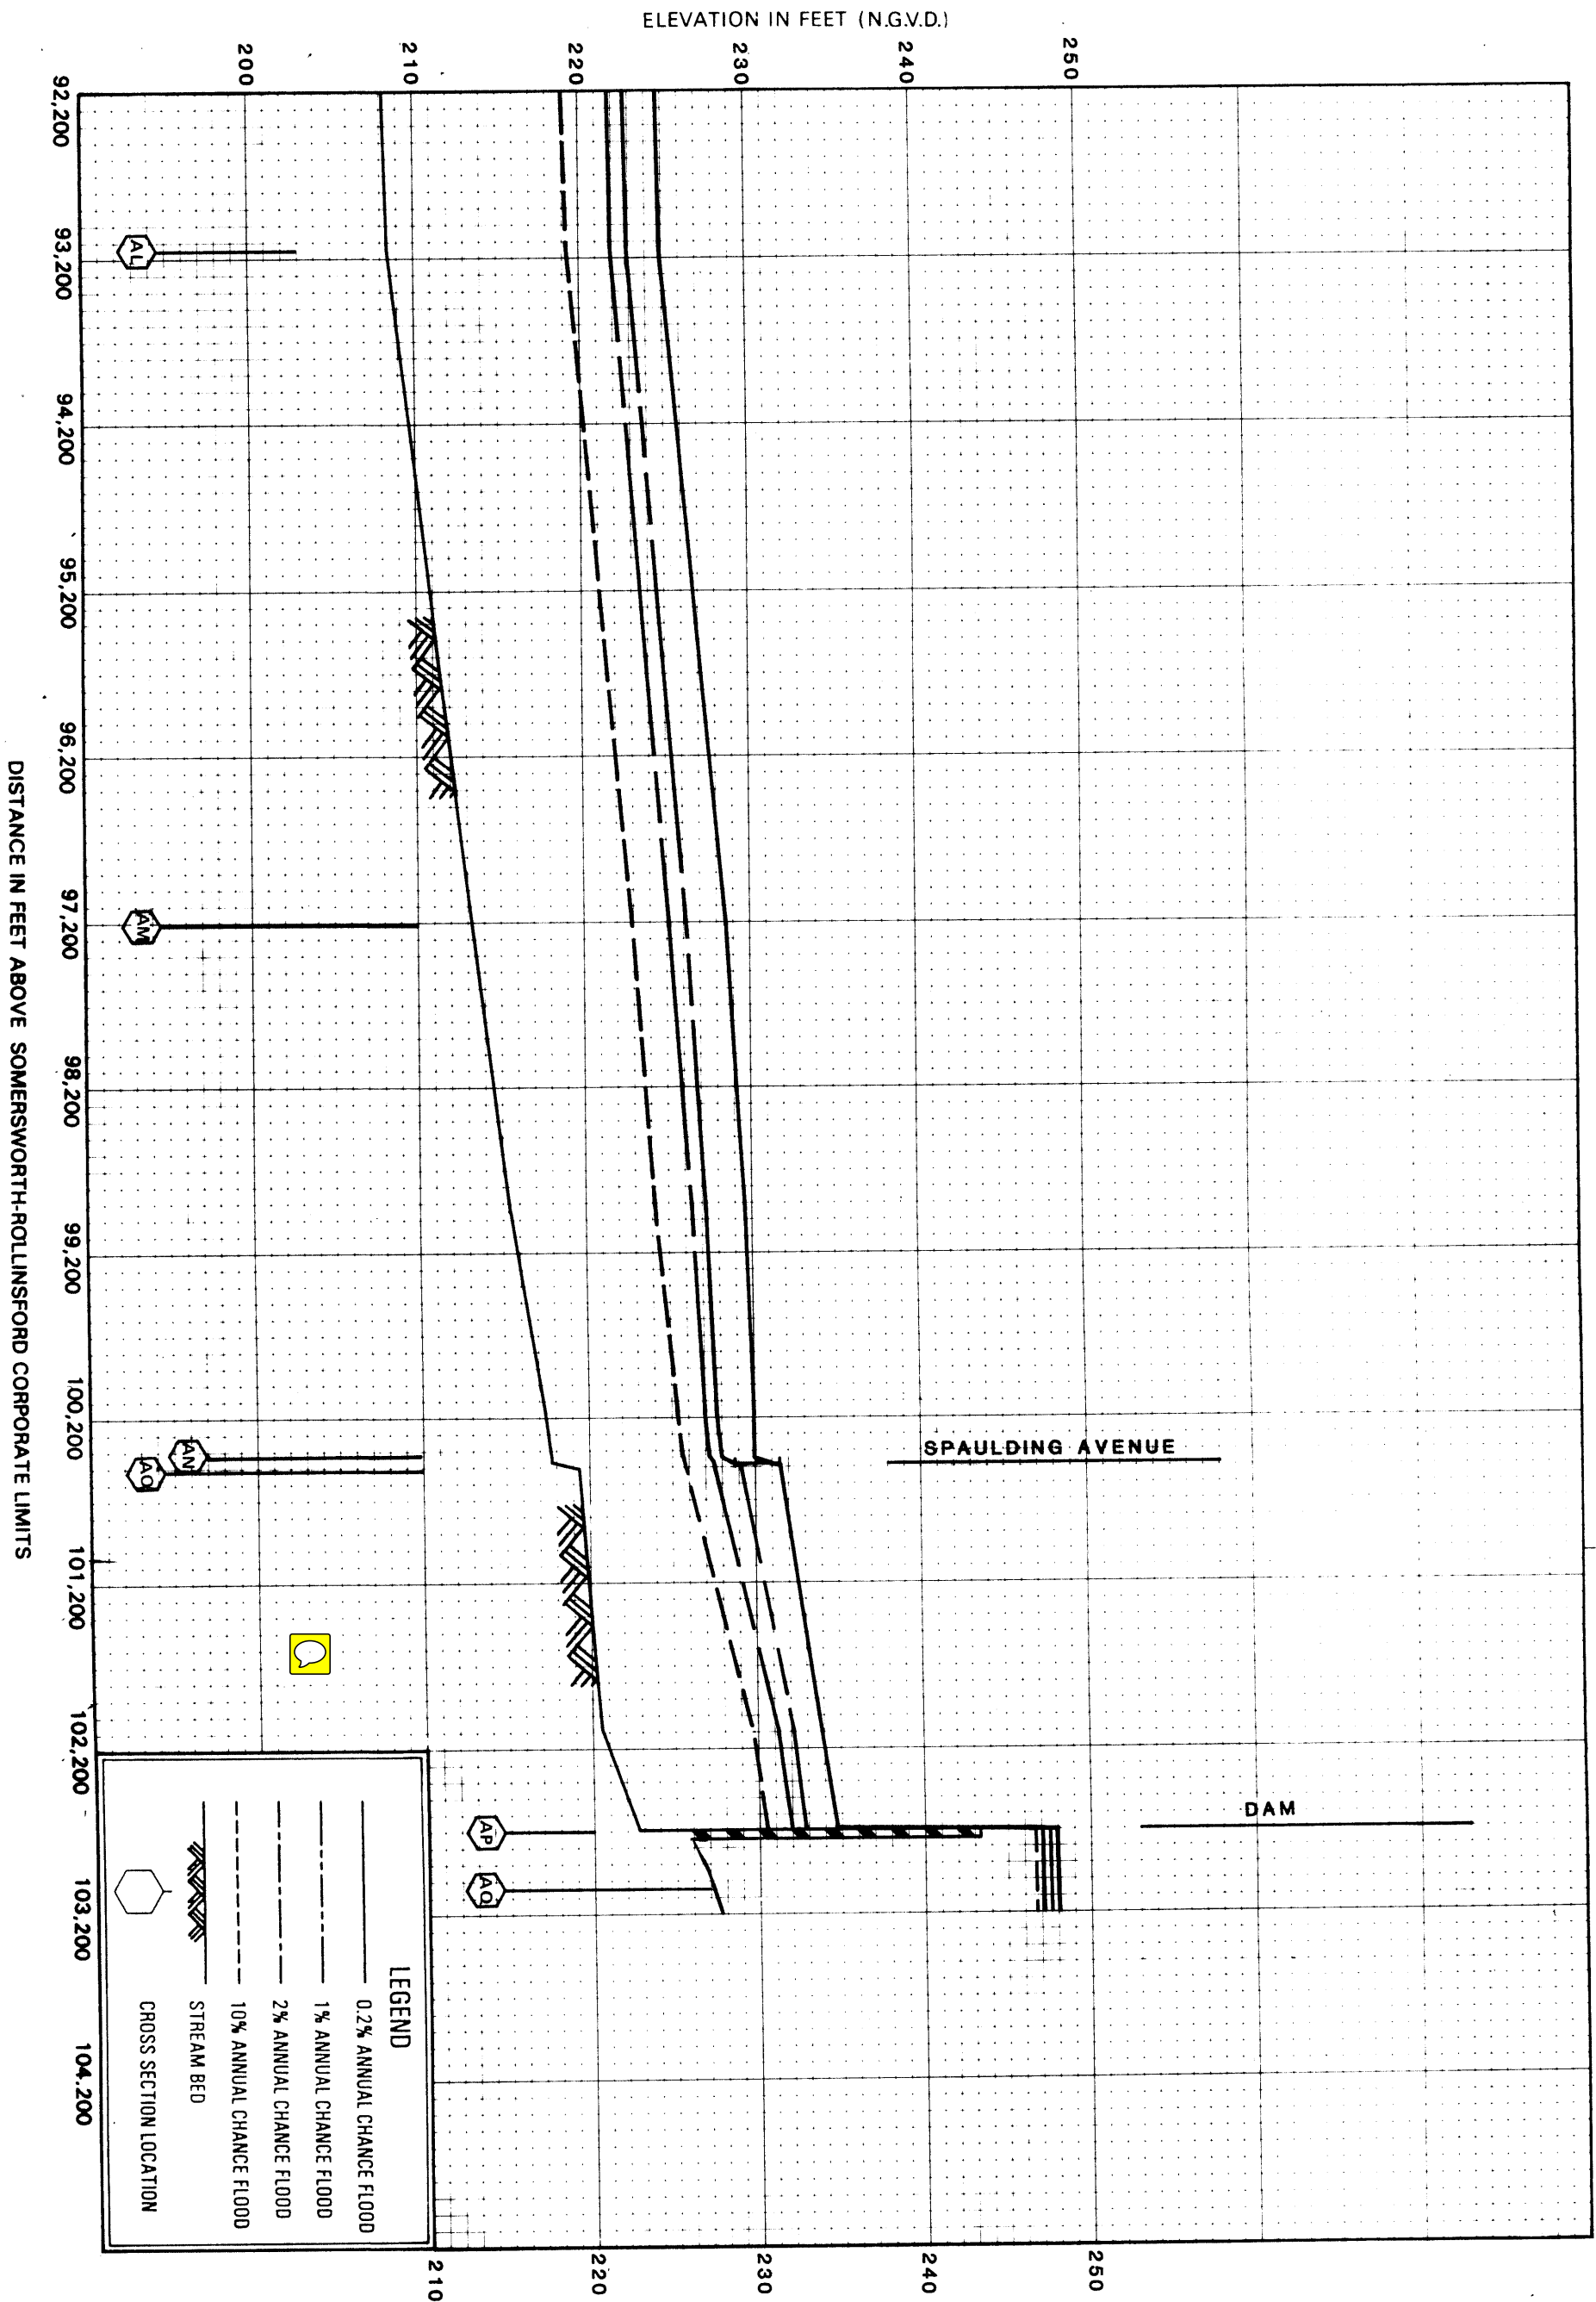 ELEVATION IN FEET (N.G.V.D.)
200
210
220
230
240
250
92,200
93,200
94,200
95,200
96,200
97,200
98,200
99,200
100,200
101,200
102,200
103,200
104,200
DISTANCE IN FEET ABOVE SOMERSWORTH-ROLLINSFORD CORPORATE LIMITS
AL
AM
AN
AO
AP
AQ
SPAULDING AVENUE
DAM
LEGEND
0.2% ANNUAL CHANCE FLOOD
1% ANNUAL CHANCE FLOOD
2% ANNUAL CHANCE FLOOD
10% ANNUAL CHANCE FLOOD
STREAM BED
CROSS SECTION LOCATION
210
220
230
240
250